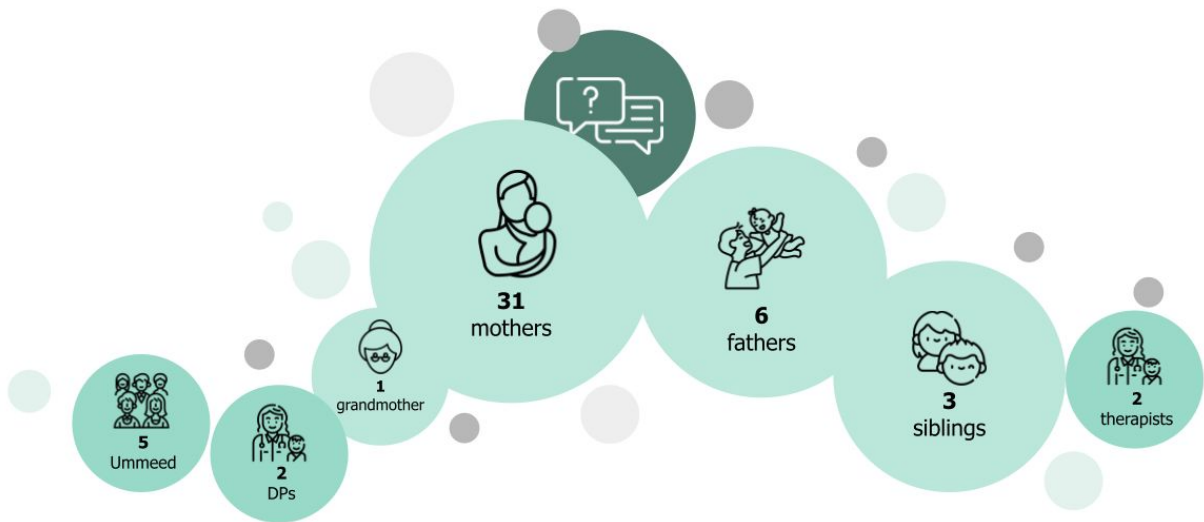 ?
31
mothers
6
fathers
3
siblings
2
therapists
1
grandmother
5
Ummeed
2
DPs